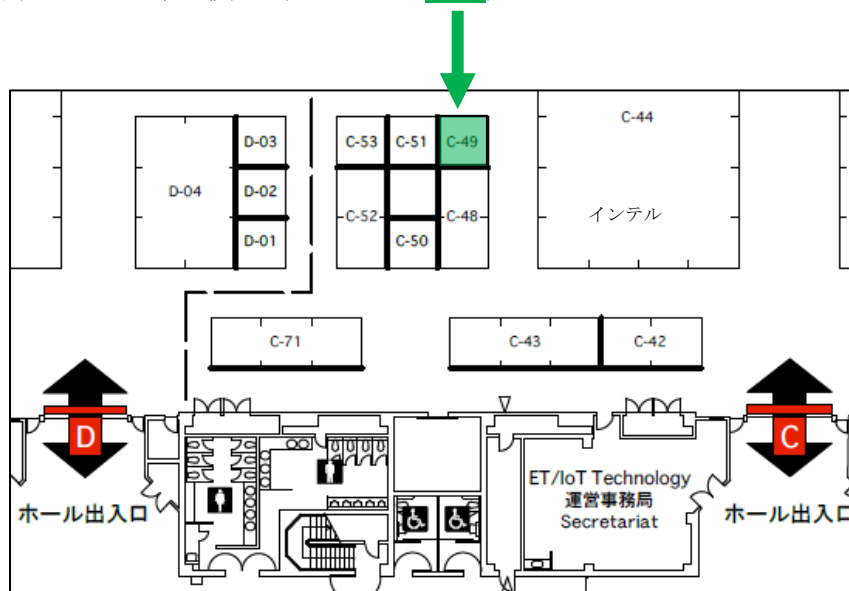 C-44
D-03
C-53
C-51
C-49
D-04
D-02
インテル
C-52
C-48
D-01
C-50
C-71
C-43
C-42
D
C
ET/IoT Technology
運営事務局
Secretariat
ホール出入口
ホール出入口